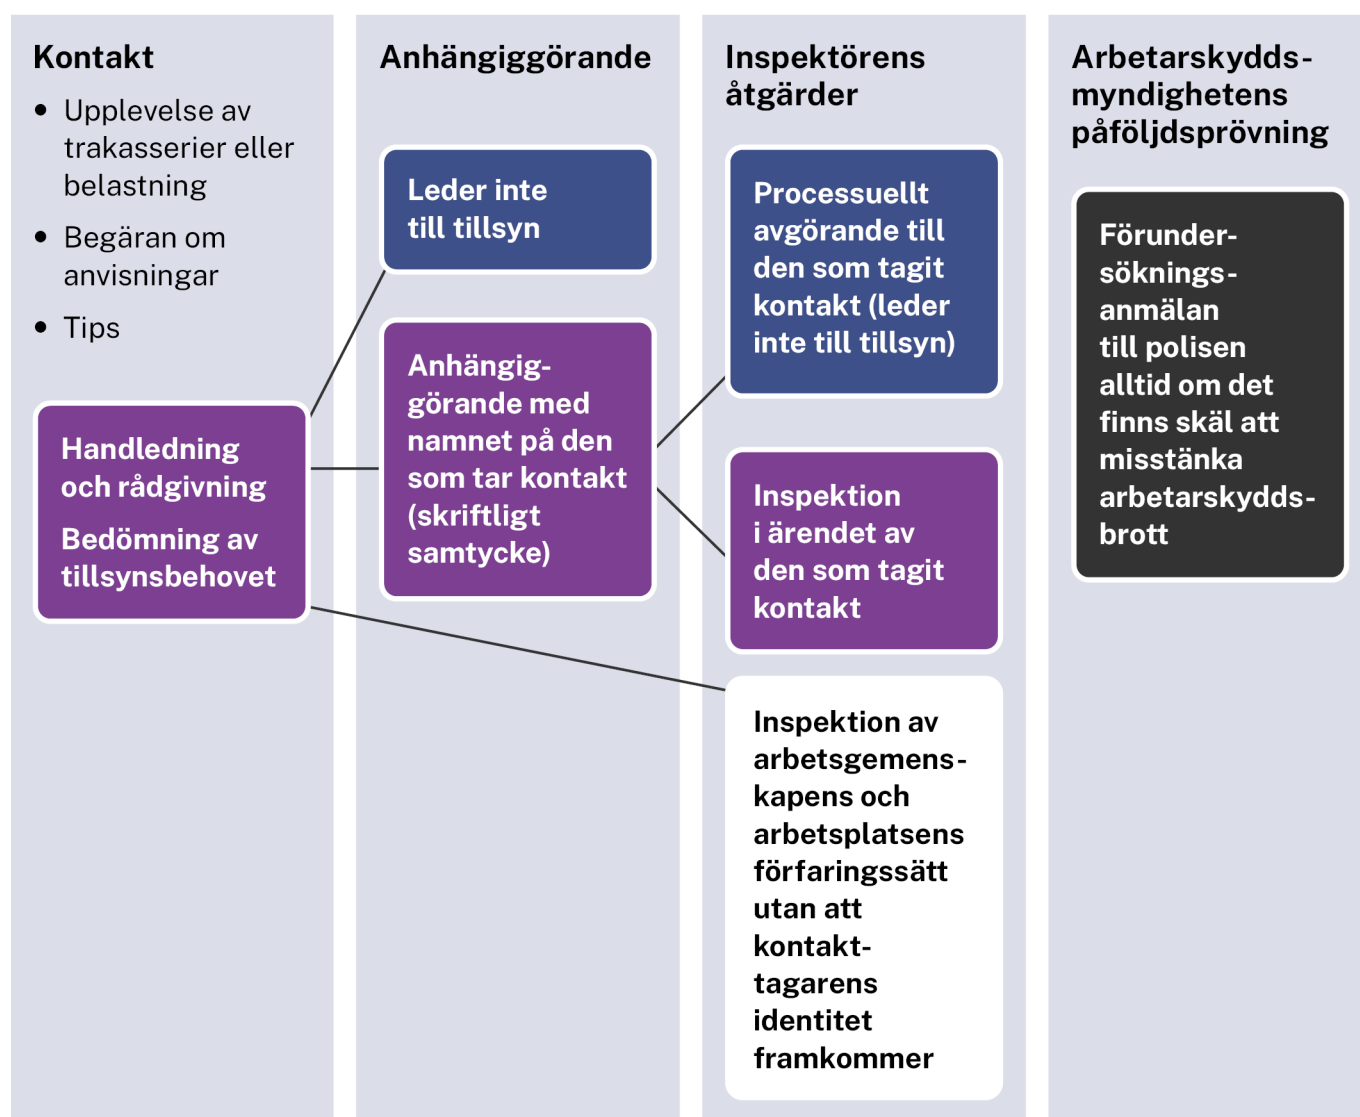 Kontakt
• Upplevelse av
trakasserier eller
belastning
• Begäran om
anvisningar
• Tips
Handledning
och rådgivning
Bedömning av
tillsynsbehovet
Anhängiggörande
Leder inte
till tillsyn
Anhängig-
görande med
namnet på den
som tar kontakt
(skriftligt
samtycke)
Inspektörens
åtgärder
Processuellt
avgörande till
den som tagit
kontakt (leder
inte till tillsyn)
Inspektion
i ärendet av
den som tagit
kontakt
Inspektion av
arbetsgemens-
kapens och
arbetsplatsens
förfaringssätt
utan att
kontakt-
tagarens
identitet
framkommer
Arbetarskydds-
myndighetens
påföljdsprövning
Förunder-
söknings-
anmälan
till polisen
alltid om det
finns skäl att
misstänka
arbetarskydds-
brott